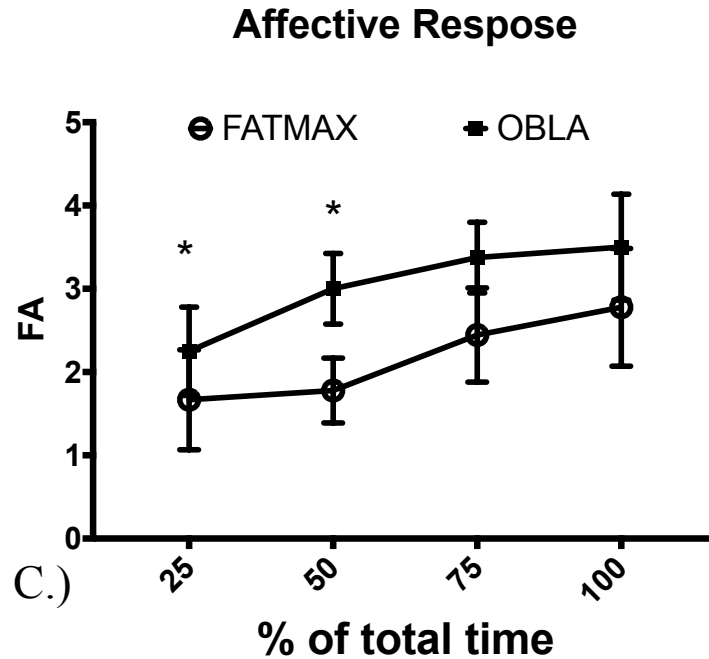 Affective Respose
FATMAX OBLA
5
4
3
2
1
0
FA
* *
25 50 75 100
C.)
% of total time